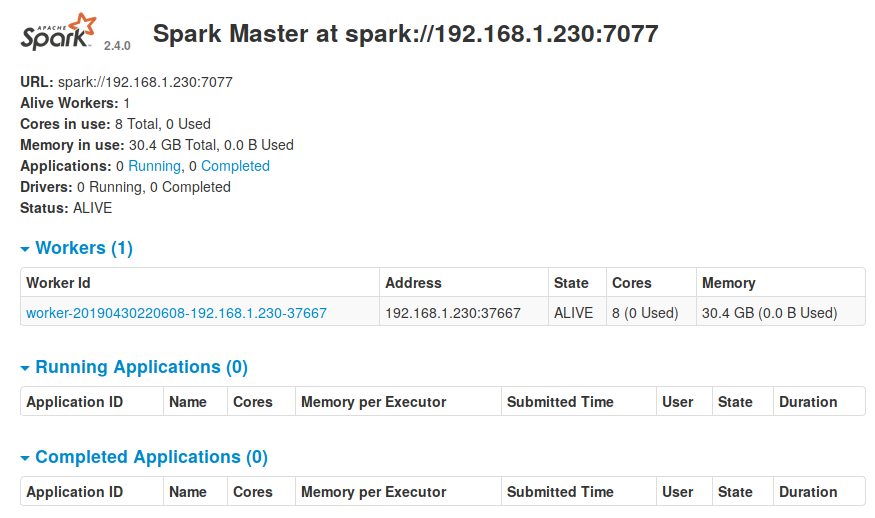 APACHE
Spark 2.4.0 Spark Master at spark://192.168.1.230:7077
URL: spark://192.168.1.230:7077
Alive Workers: 1
Cores in use: 8 Total, 0 Used
Memory in use: 30.4 GB Total, 0.0 B Used
Applications: 0 Running, 0 Completed
Drivers: 0 Running, 0 Completed
Status: ALIVE
Workers (1)
Worker Id Address State Cores Memory
worker-20190430220608-192.168.1.230-37667 192.168.1.230:37667 ALIVE 8 (0 Used) 30.4 GB (0.0 B Used)
Running Applications (0)
Application ID Name Cores Memory per Executor Submitted Time User State Duration
Completed Applications (0)
Application ID Name Cores Memory per Executor Submitted Time User State Duration